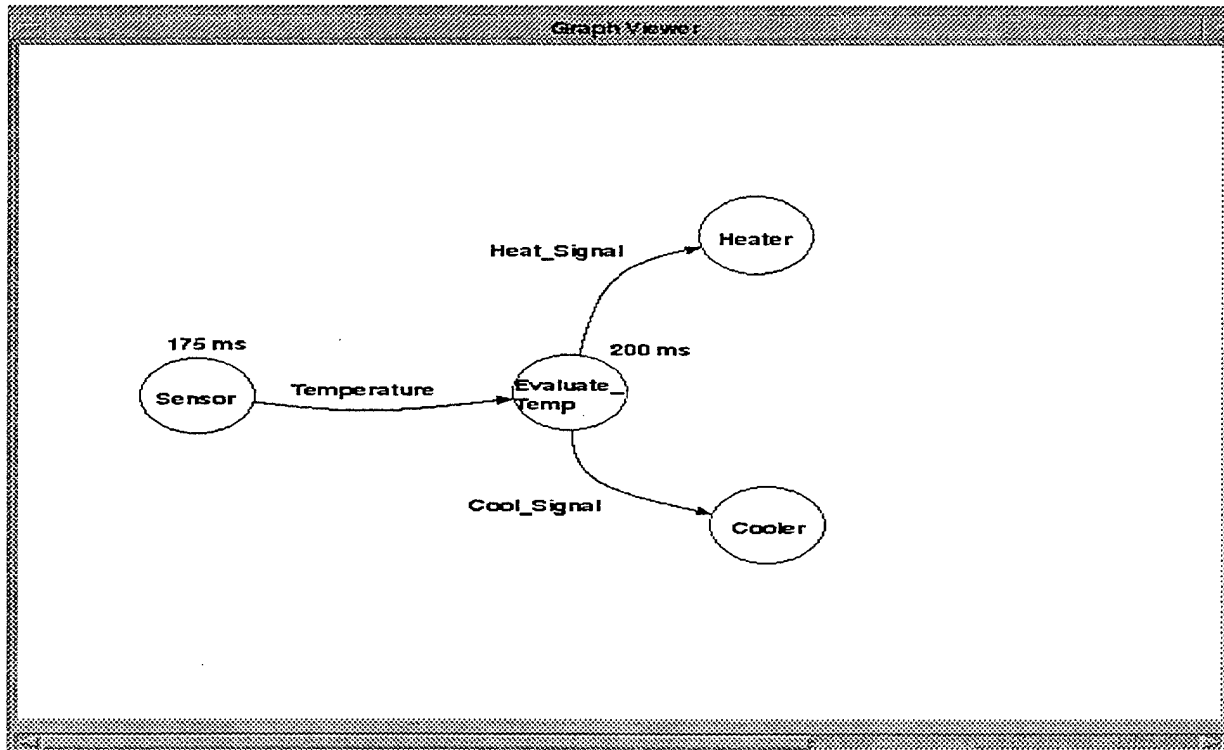 Graph Viewer
Heater
Heat_Signal
175 ms
200 ms
Sensor
Temperature
Evaluate_
Temp
Cool_Signal
Cooler